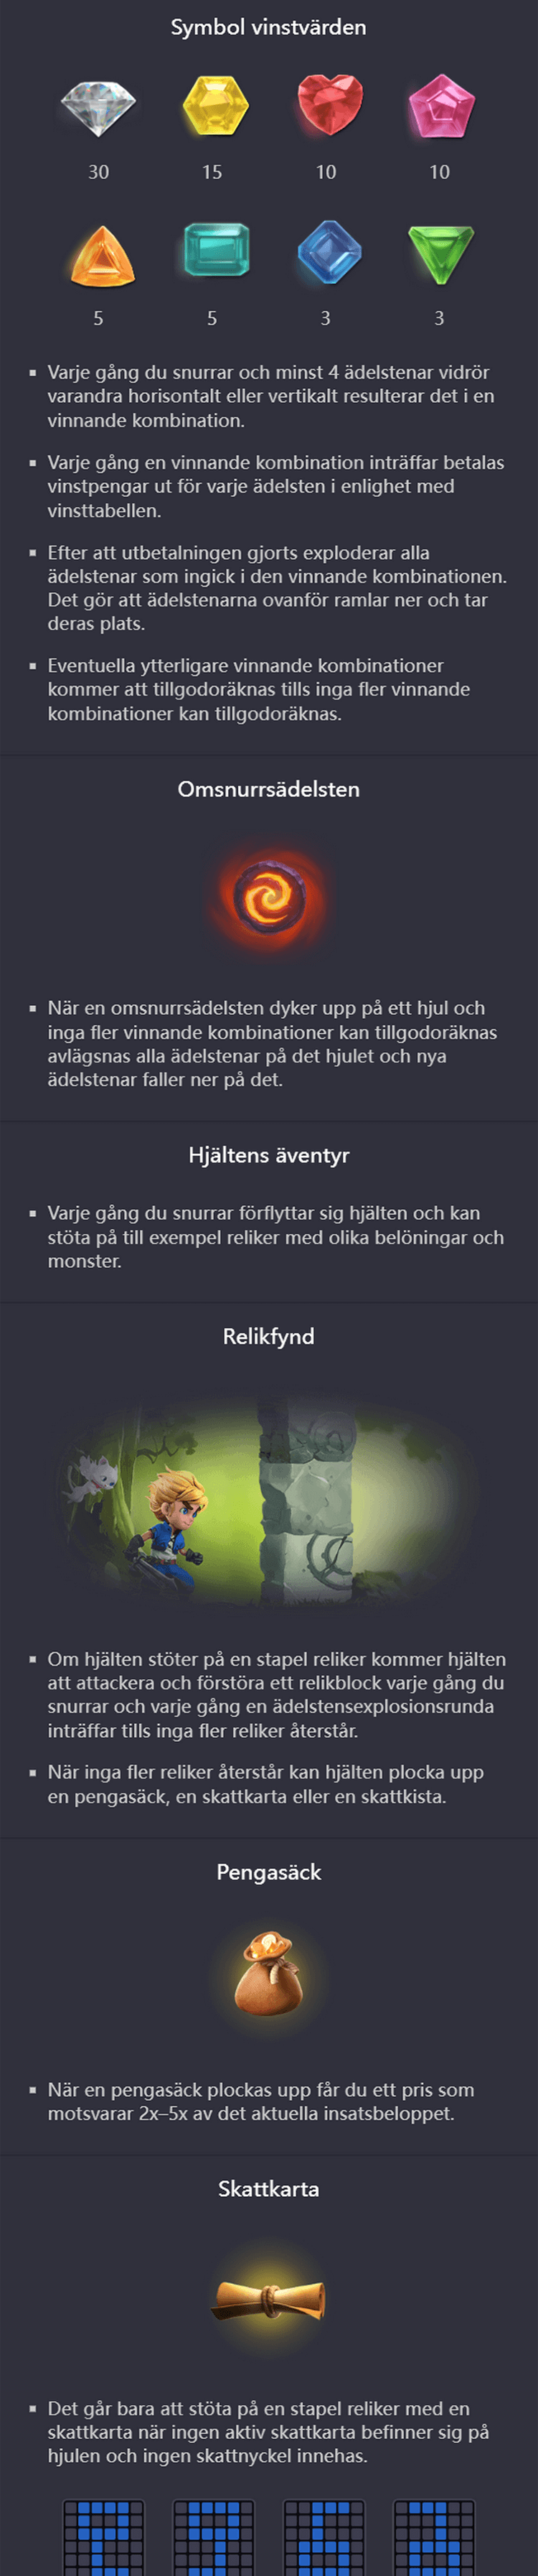 Symbol vinstvärden
30 15 10 10
5 5 3 3
▪ Varje gång du snurrar och minst 4 ädelstenar vidrör
varandra horisontalt eller vertikalt resulterar det i en
vinnande kombination.
▪ Varje gång en vinnande kombination inträffar betalas
vinstpengar ut för varje ädelsten i enlighet med
vinsttabellen.
▪ Efter att utbetalningen gjorts exploderar alla
ädelstenar som ingick i den vinnande kombinationen.
Det gör att ädelstenarna ovanför ramlar ner och tar
deras plats.
▪ Eventuella ytterligare vinnande kombinationer
kommer att tillgodoräknas tills inga fler vinnande
kombinationer kan tillgodoräknas.
Omsnurrsädelsten
▪ När en omsnurrsädelsten dyker upp på ett hjul och
inga fler vinnande kombinationer kan tillgodoräknas
avlägsnas alla ädelstenar på det hjulet och nya
ädelstenar faller ner på det.
Hjältens äventyr
▪ Varje gång du snurrar förflyttar sig hjälten och kan
stöta på till exempel reliker med olika belöningar och
monster.
Relikfynd
▪ Om hjälten stöter på en stapel reliker kommer hjälten
att attackera och förstöra ett relikblock varje gång du
snurrar och varje gång en ädelstensexplosionsrunda
inträffar tills inga fler reliker återstår.
▪ När inga fler reliker återstår kan hjälten plocka upp
en pengasäck, en skattkarta eller en skattkista.
Pengasäck
▪ När en pengasäck plockas upp får du ett pris som
motsvarar 2x–5x av det aktuella insatsbeloppet.
Skattkarta
▪ Det går bara att stöta på en stapel reliker med en
skattkarta när ingen aktiv skattkarta befinner sig på
hjulen och ingen skattnyckel innehas.